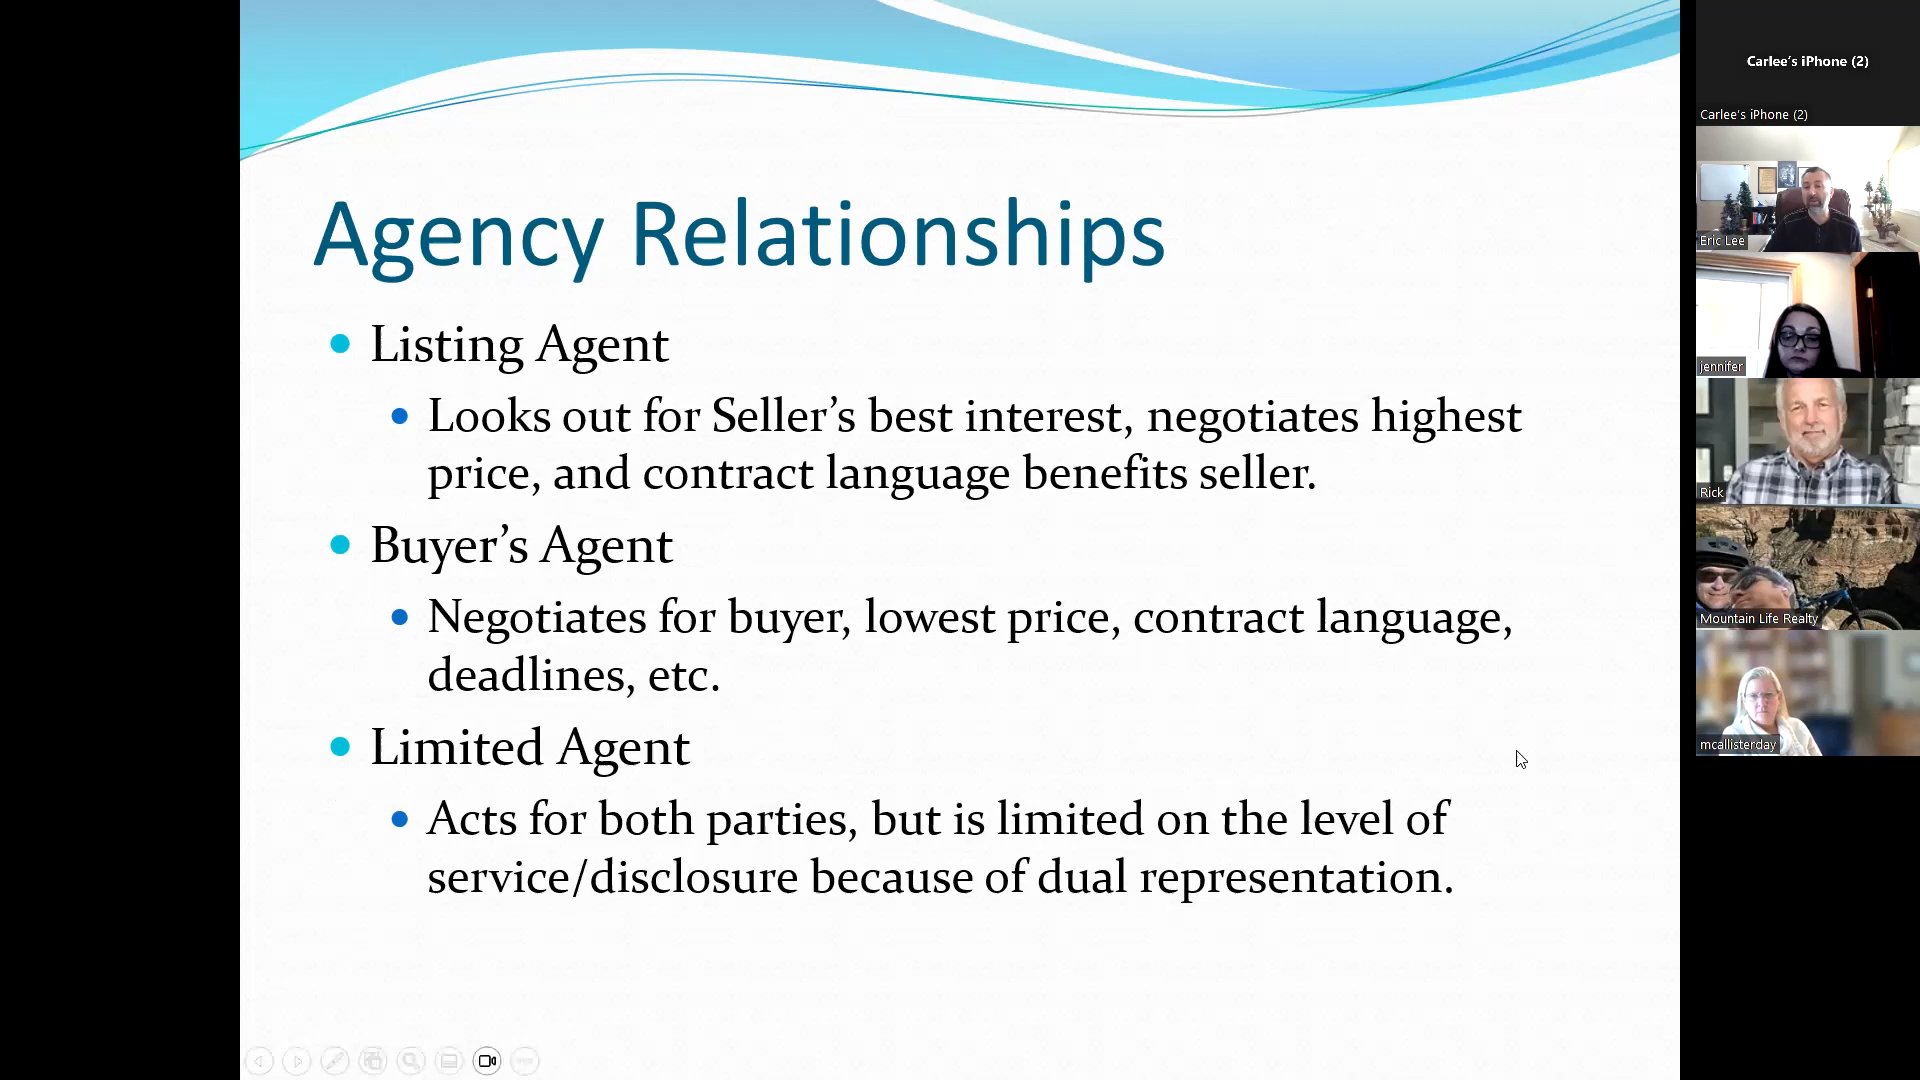 Agency Relationships
Listing Agent
Looks out for Seller’s best interest, negotiates highest
price, and contract language benefits seller.
Buyer’s Agent
Negotiates for buyer, lowest price, contract language,
deadlines, etc.
Limited Agent
Acts for both parties, but is limited on the level of
service/disclosure because of dual representation.
Carlee’s iPhone (2)
Carlee's iPhone (2)
Eric Lee
jennifer
Rick
Mountain Life Realty
mcallisterday